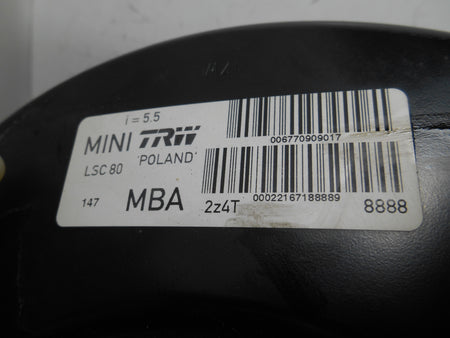 i = 5.5
MINI TRW
006770909017
LSC 80 'POLAND'
147 MBA 2z4T 00022167188889 8888